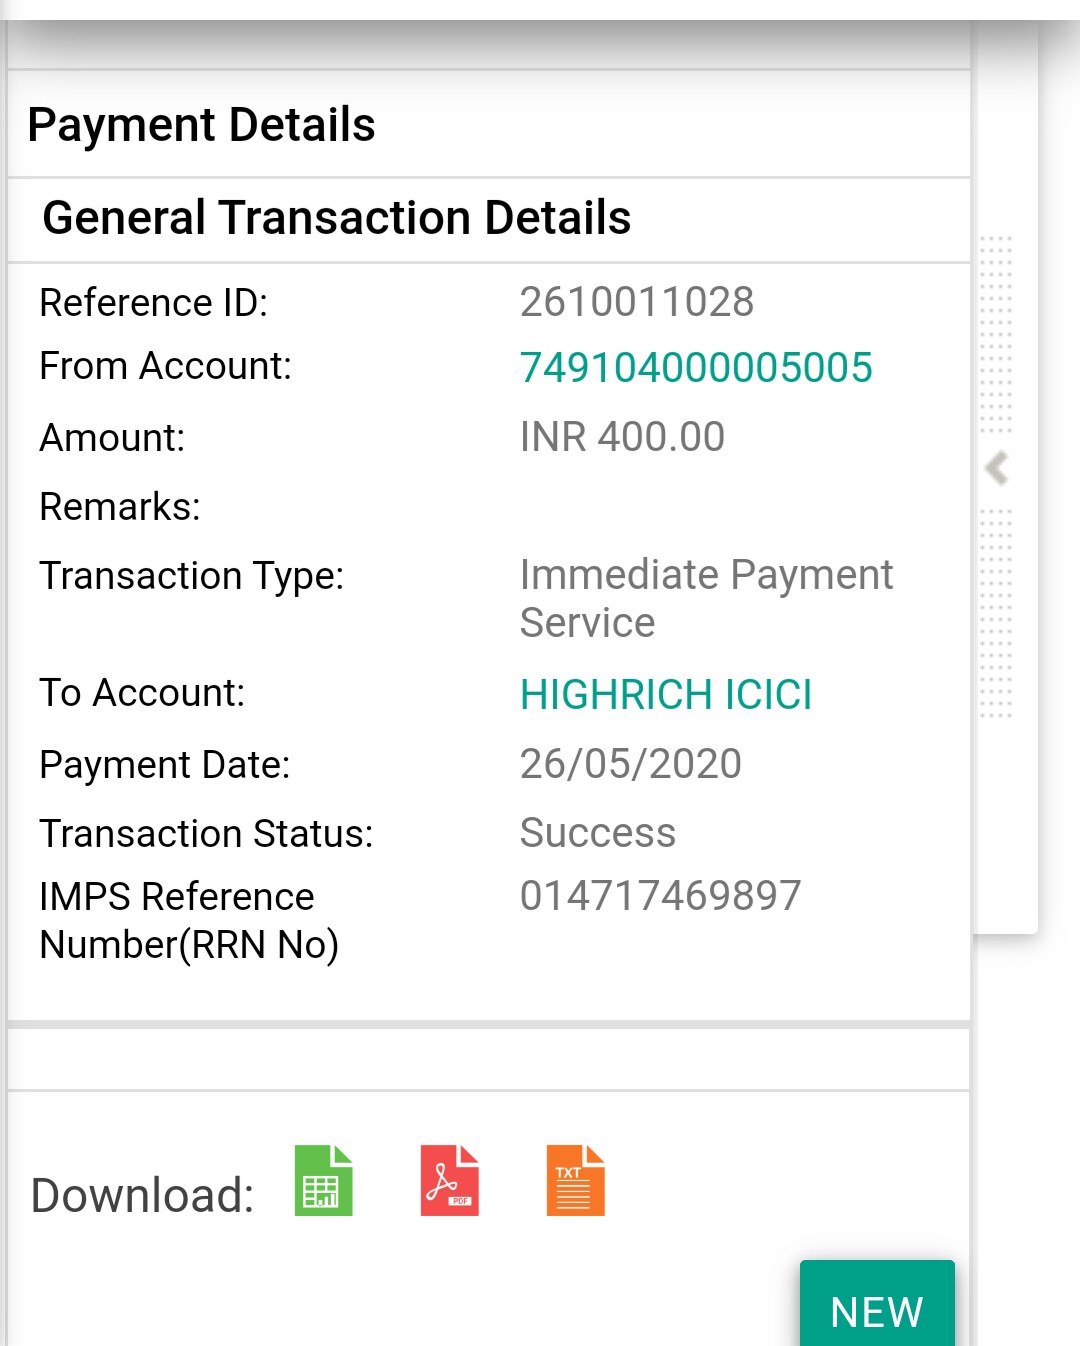 Payment Details
General Transaction Details
Reference ID: 2610011028
From Account: 749104000005005
Amount: INR 400.00
Remarks:
Transaction Type: Immediate Payment
Service
To Account: HIGHRICH ICICI
Payment Date: 26/05/2020
Transaction Status: Success
IMPS Reference 014717469897
Number(RRN No)
Download: PDF TXT
NEW